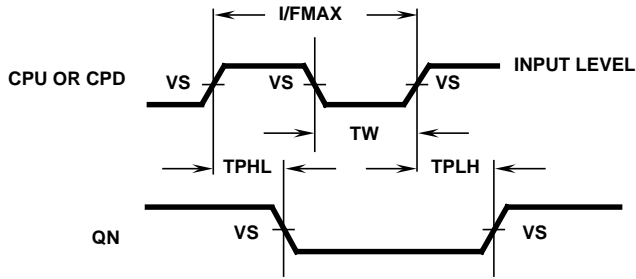 I/FMAX
CPU OR CPD VS VS VS INPUT LEVEL
TW
TPHL TPLH
QN VS VS